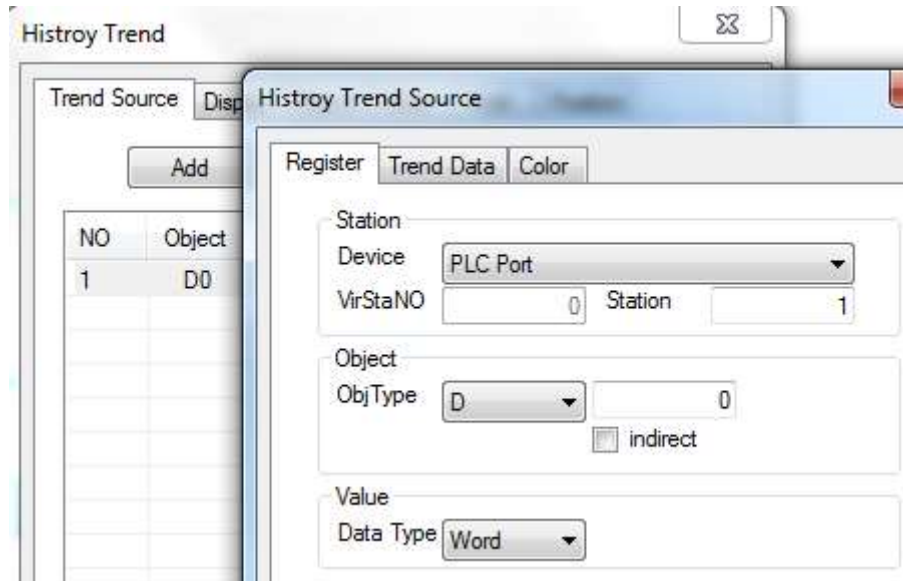 Histroy Trend
Trend Source Disp
Add
NO Object
1 D0
Histroy Trend Source
Register Trend Data Color
Station
Device PLC Port
VirStaNO 0 Station 1
Object
ObjType D 0
indirect
Value
Data Type Word